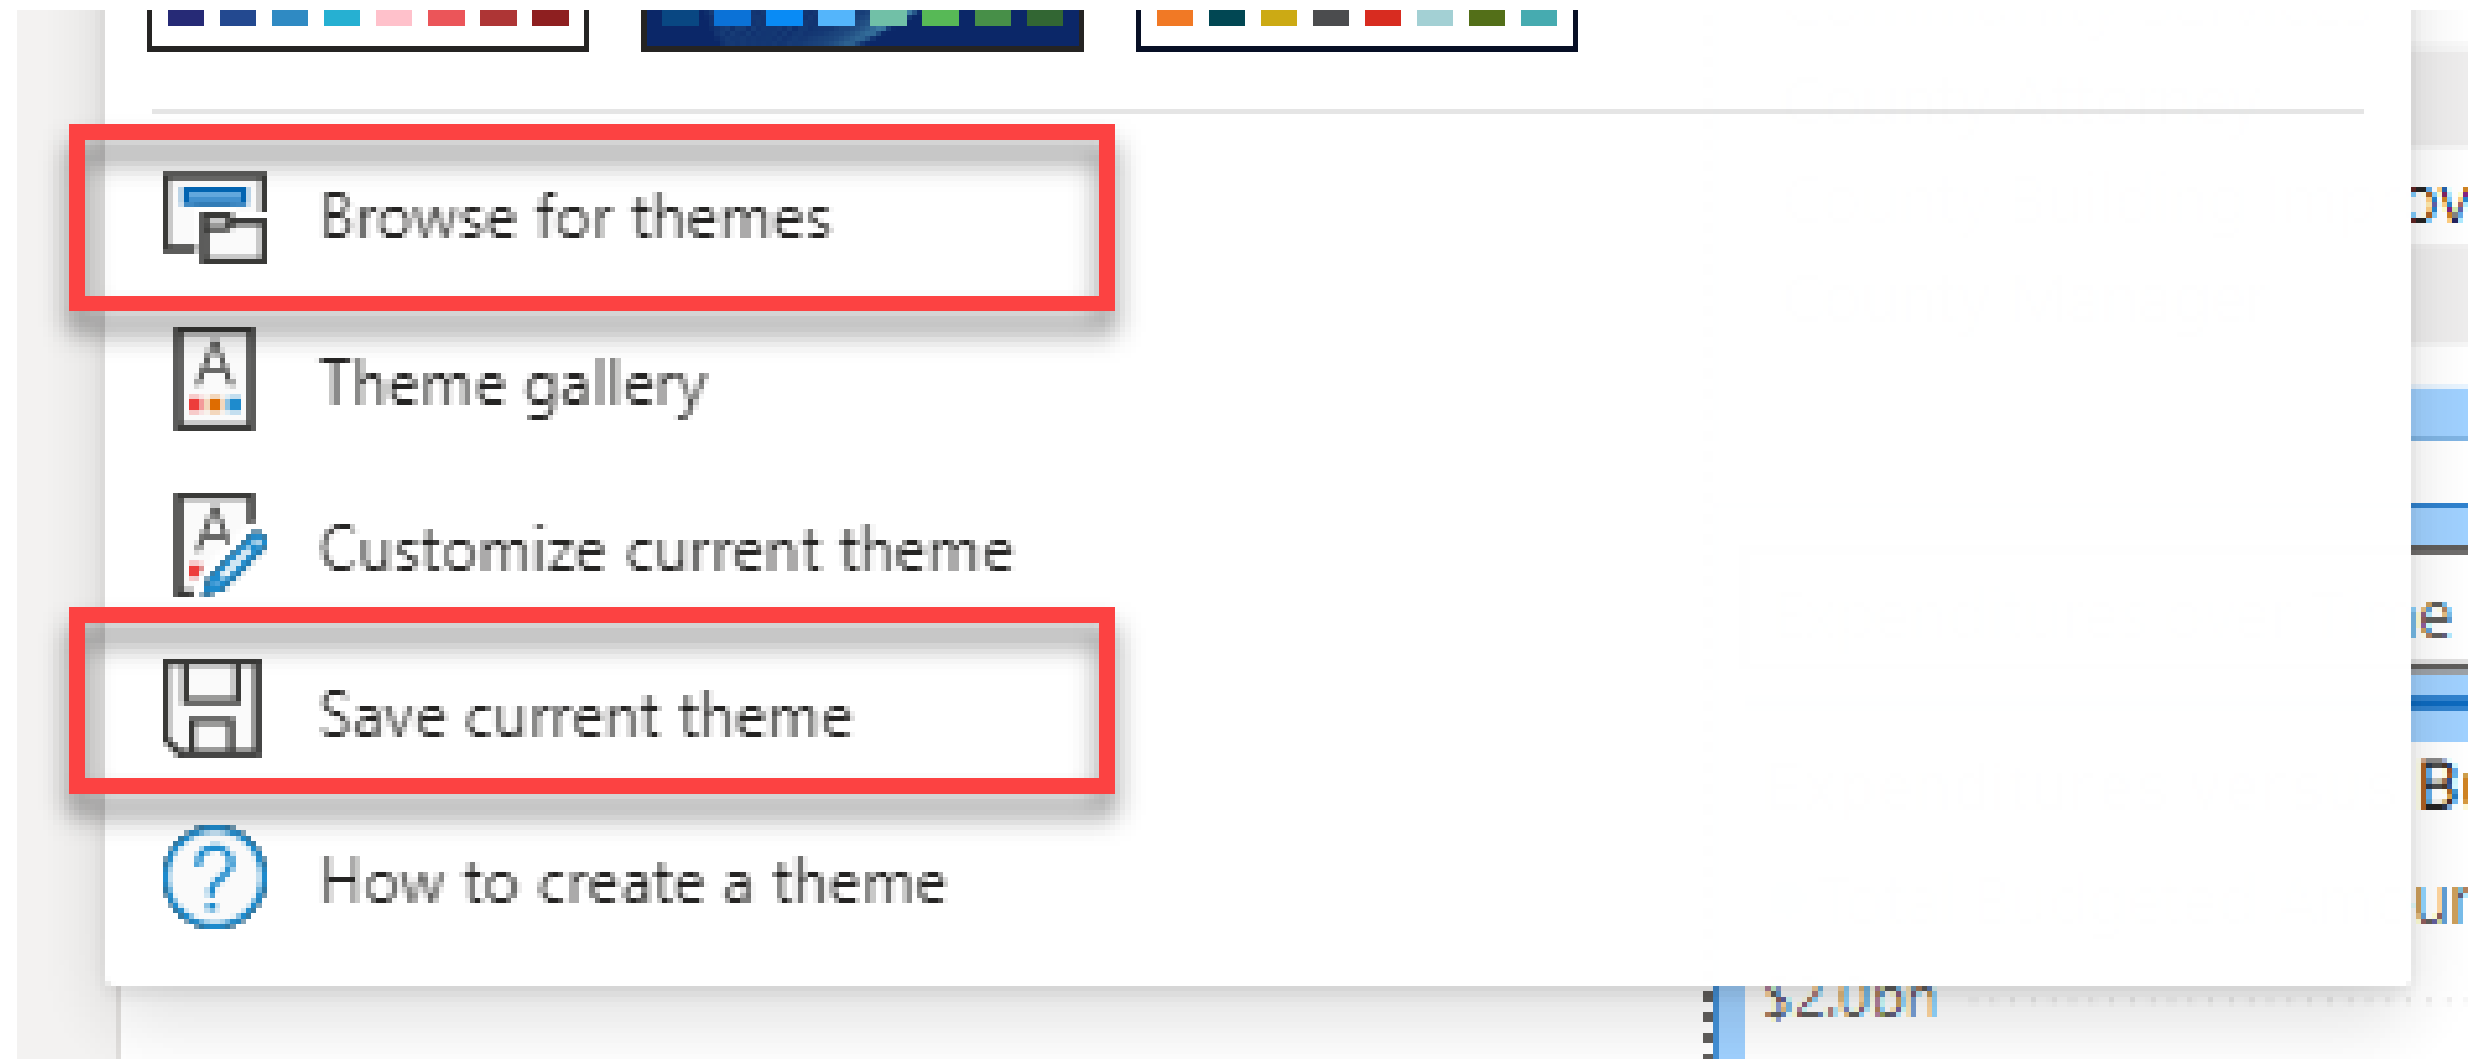 Browse for themes
Theme gallery
Customize current theme
Save current theme
How to create a theme
$2.0bn